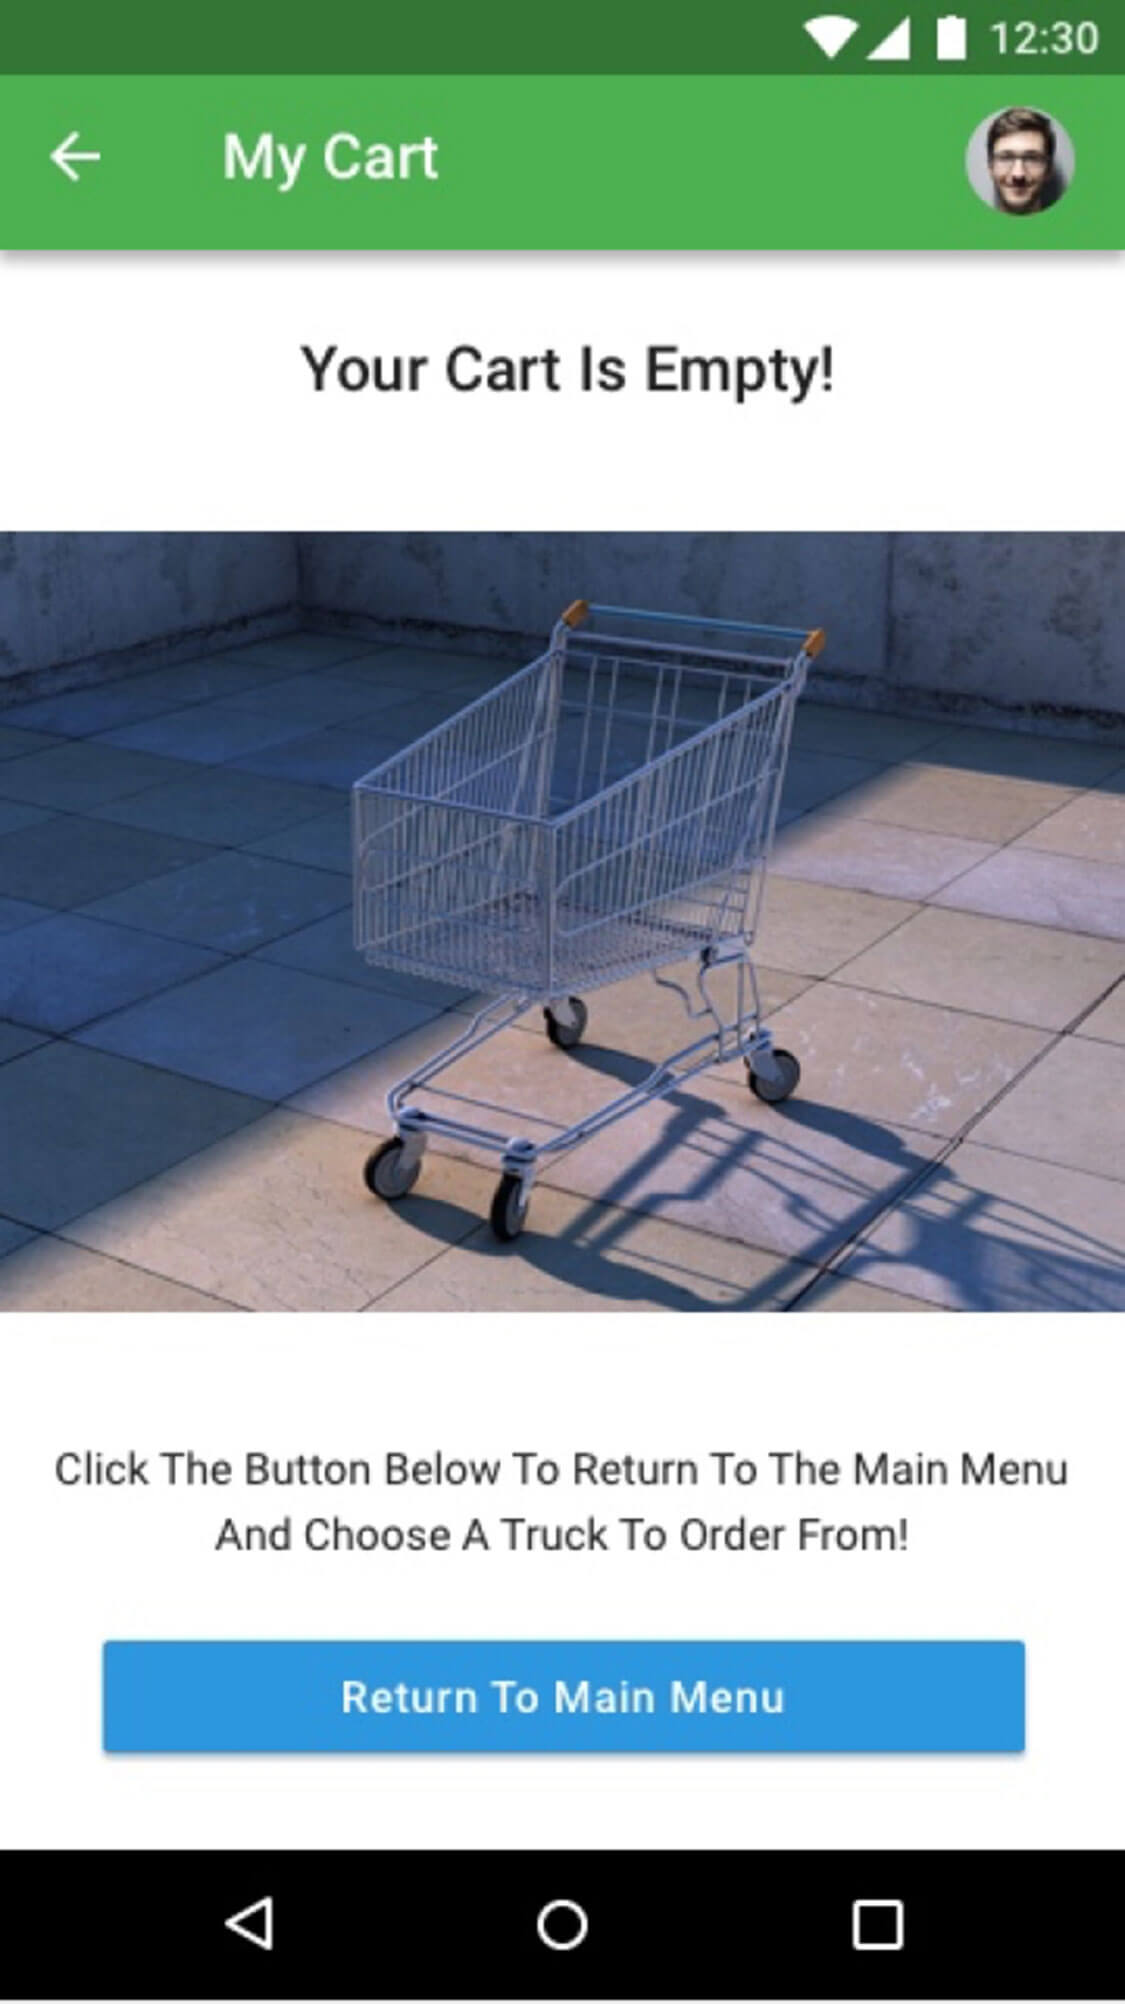 12:30
My Cart
Your Cart Is Empty!
Click The Button Below To Return To The Main Menu
And Choose A Truck To Order From!
Return To Main Menu